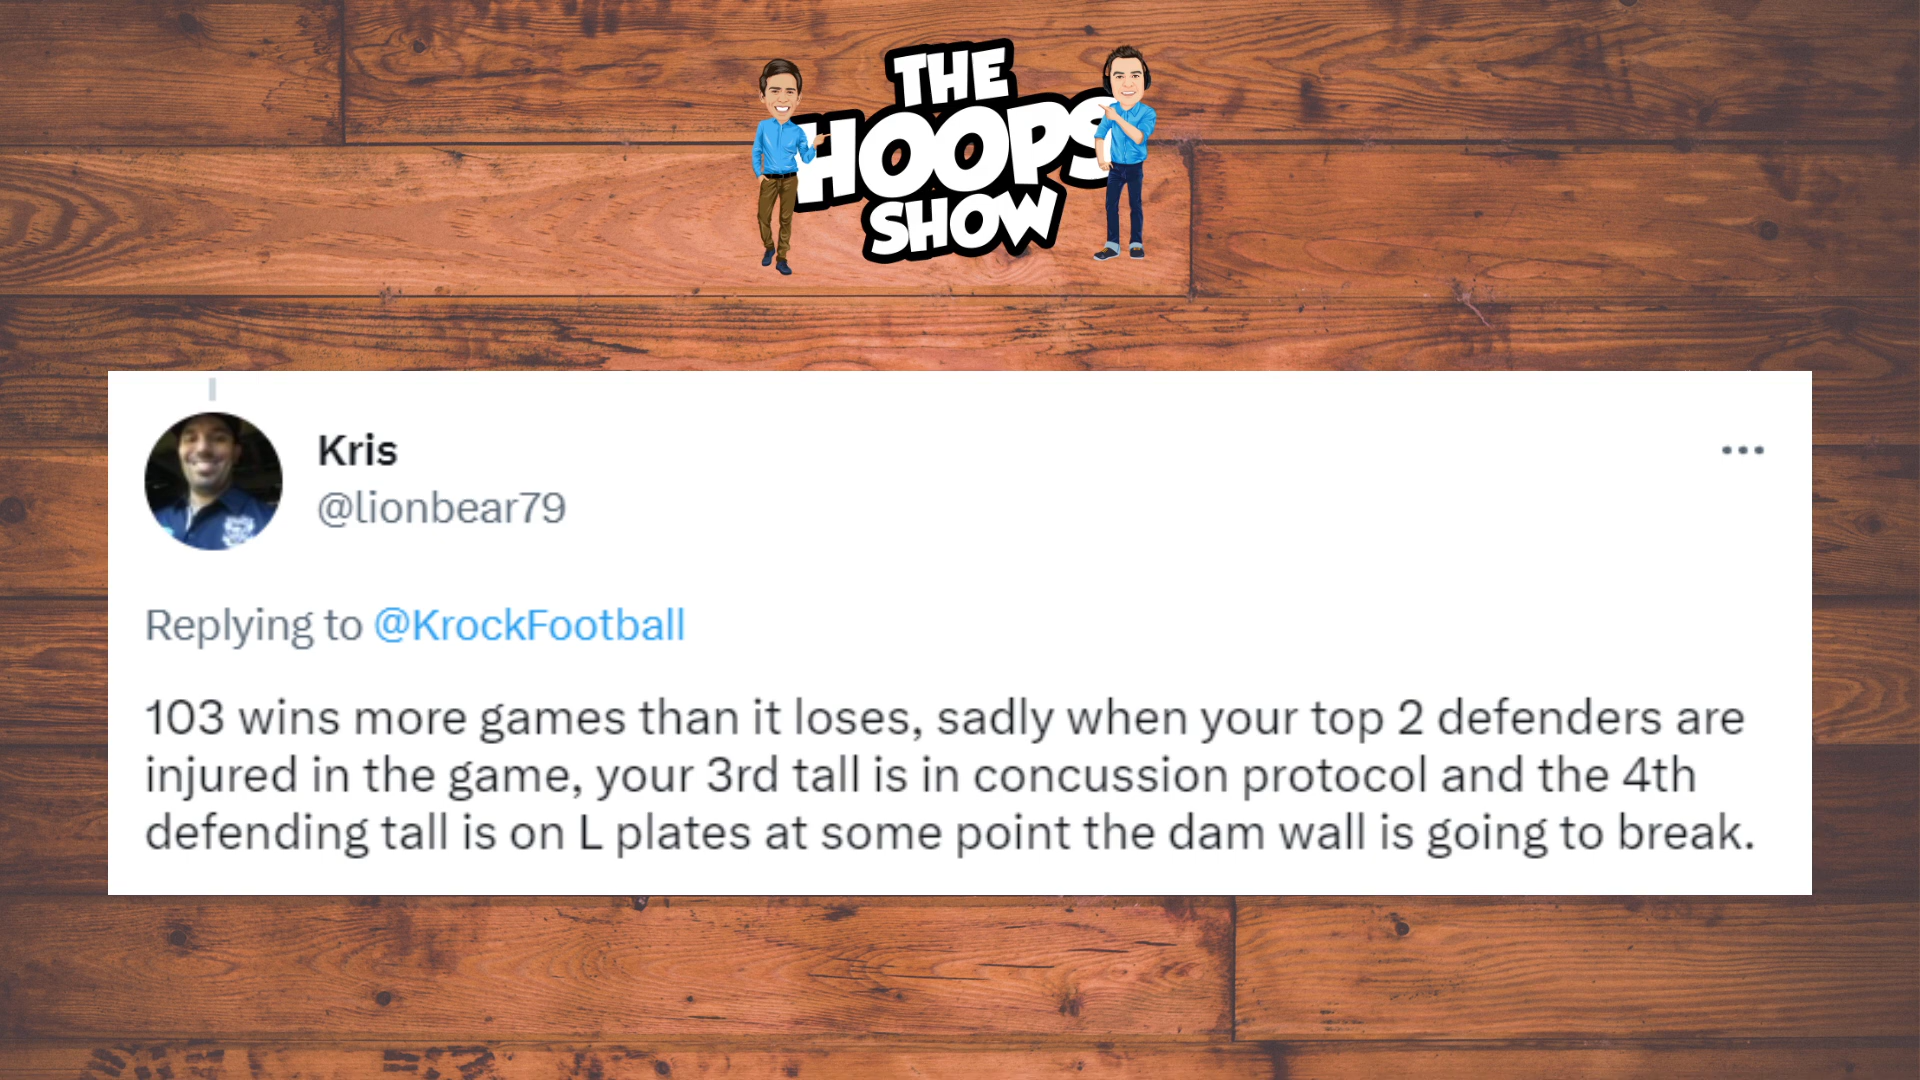 THE
HOOPS
SHOW
Kris
@lionbear79
Replying to @KrockFootball
103 wins more games than it loses, sadly when your top 2 defenders are
injured in the game, your 3rd tall is in concussion protocol and the 4th
defending tall is on L plates at some point the dam wall is going to break.